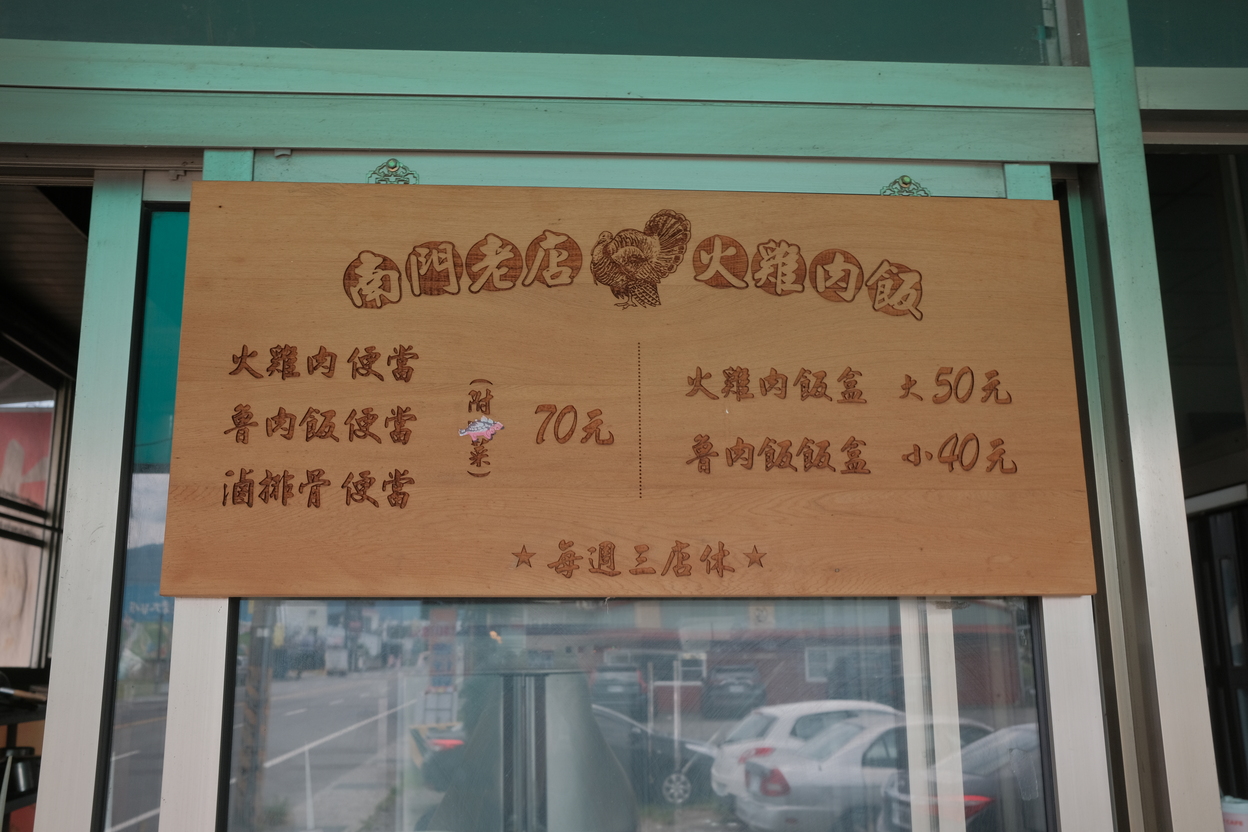 南門老店 火雞肉飯
火雞肉便當
魯肉飯便當
滷排骨便當
(附 菜)
70元
火雞肉飯盒 大50元
魯肉飯飯盒 小40元
★每週三店休★